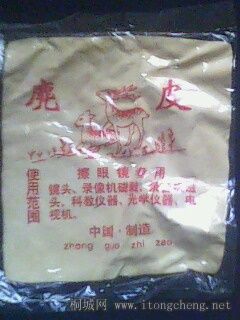 鹿 皮
擦眼镜专用
使用范围
镜头、录像机磁鼓、
头、科教仪器、光学仪器、电
视机。
中国·制造
zhong guo zhi zao
桐城网 www.itongcheng.net